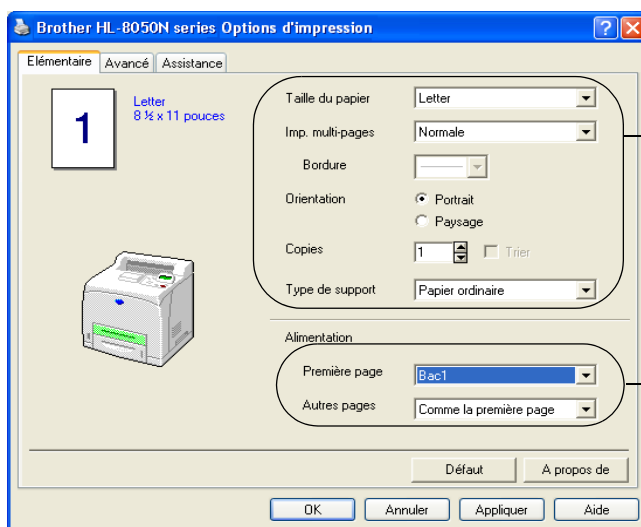 Brother HL-8050N series Options d'impression
Elémentaire Avancé Assistance
1
Letter
8 ½ x 11 pouces
Taille du papier Letter
Imp. multi-pages Normale
Bordure
Orientation Portrait
Paysage
Copies 1 Trier
Type de support Papier ordinaire
Alimentation
Première page Bac1
Autres pages Comme la première page
Défaut A propos de
OK Annuler Appliquer Aide